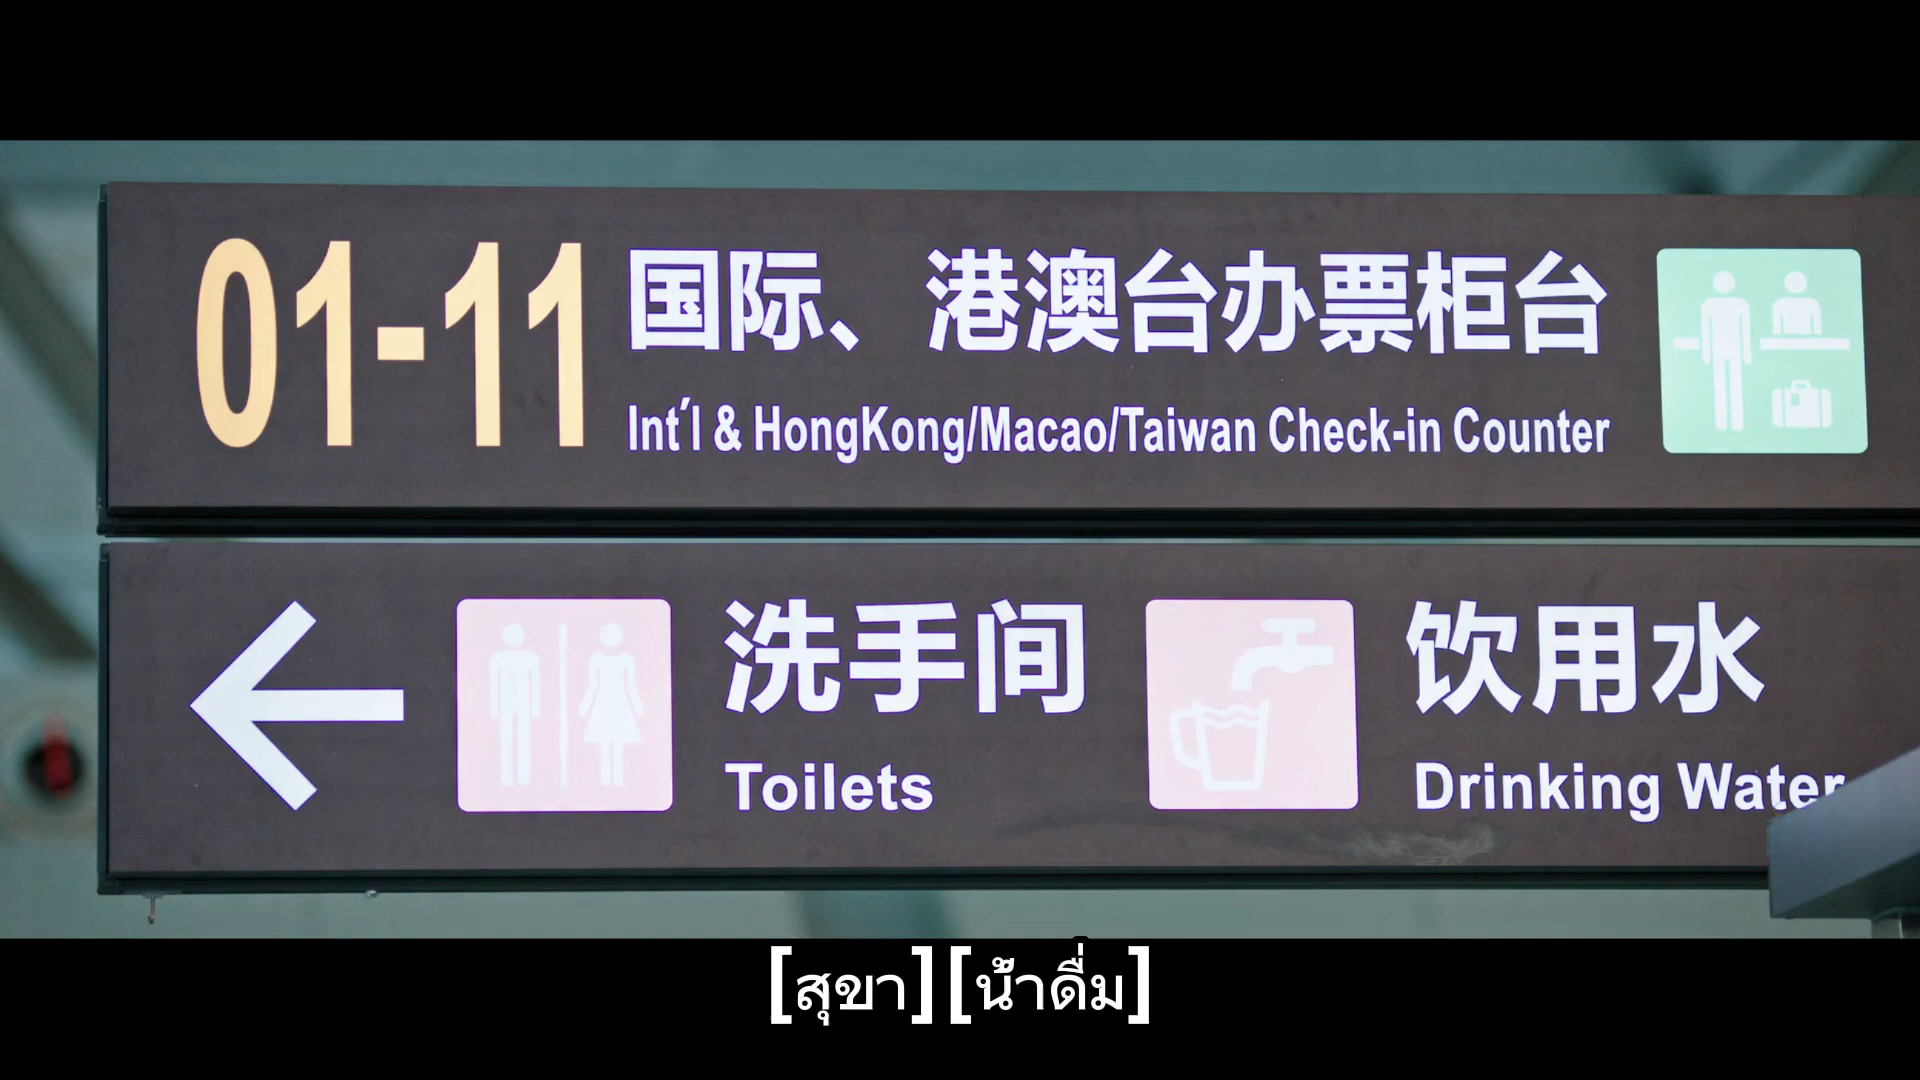 01-11 国际、港澳台办票柜台
Int'l & HongKong/Macao/Taiwan Check-in Counter
洗手间 饮用水
Toilets Drinking Water
[สุขา] [น้ำดื่ม]